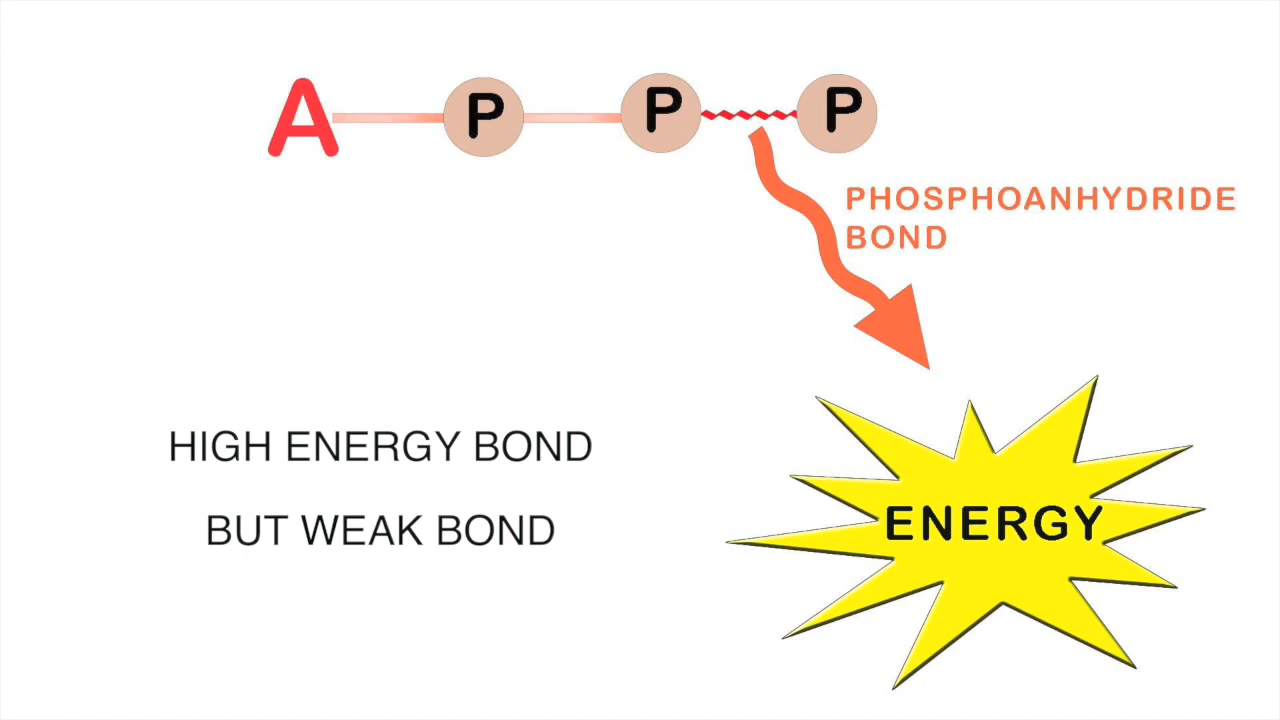 A P P P
PHOSPHOANHYDRIDE
BOND
HIGH ENERGY BOND
BUT WEAK BOND
ENERGY